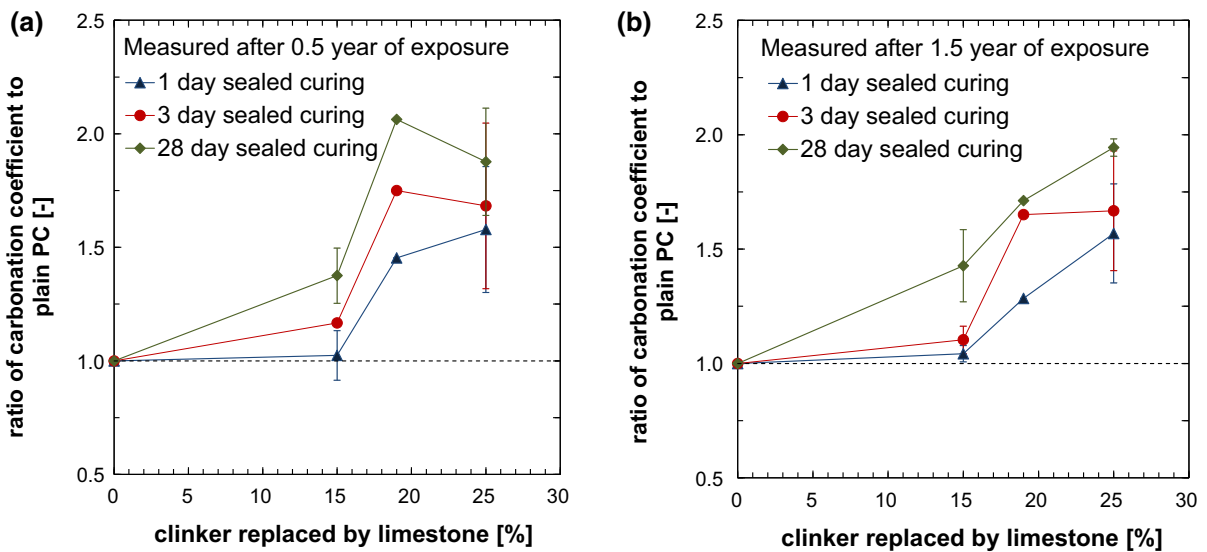 (a)
2.5
2.0
1.5
1.0
0.5
ratio of carbonation coefficient to
plain PC [-]
Measured after 0.5 year of exposure
1 day sealed curing
3 day sealed curing
28 day sealed curing
0
5
10
15
20
25
30
clinker replaced by limestone [%]
(b)
2.5
2.0
1.5
1.0
0.5
ratio of carbonation coefficient to
plain PC [-]
Measured after 1.5 year of exposure
1 day sealed curing
3 day sealed curing
28 day sealed curing
0
5
10
15
20
25
30
clinker replaced by limestone [%]